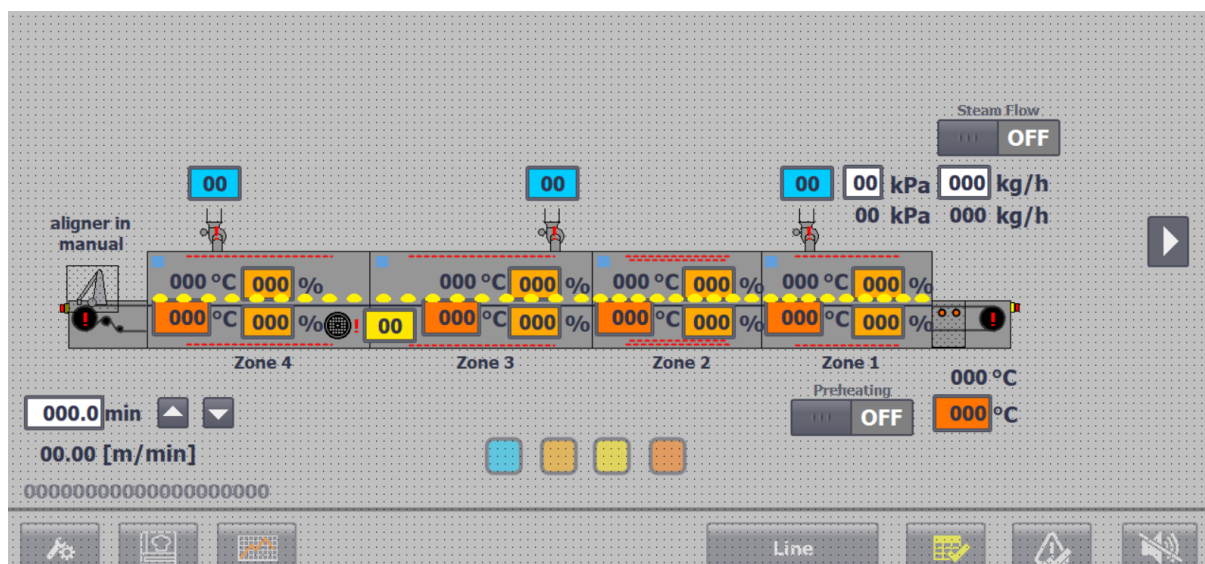 Steam Flow
OFF
00 00 00 00 kPa 000 kg/h
00 kPa 000 kg/h
aligner in
manual
000 °C 000 % 000 °C 000 % 000 °C 000 % 000 °C 000 %
000 °C 000 % 00 000 °C 000 % 000 °C 000 % 000 °C 000 %
Zone 4 Zone 3 Zone 2 Zone 1
000 °C
Preheating
OFF
000 °C
000.0 min
00.00 [m/min]
00000000000000000000
Line